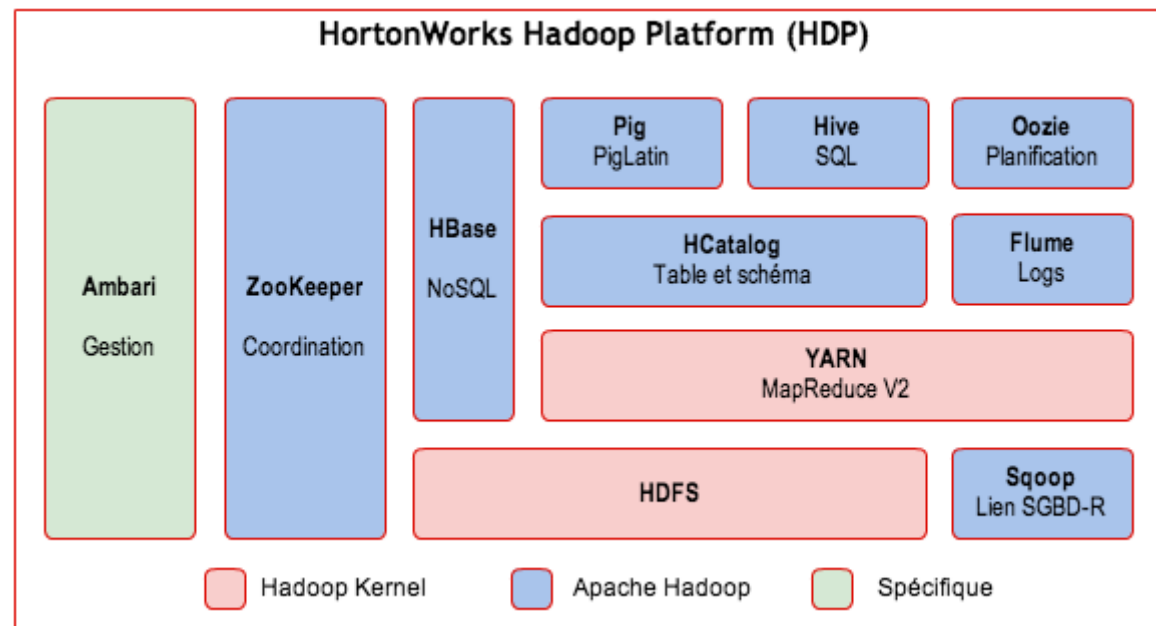 HortonWorks Hadoop Platform (HDP)
Ambari
Gestion
ZooKeeper
Coordination
HBase
NoSQL
Pig
PigLatin
Hive
SQL
Oozie
Planification
HCatalog
Table et schéma
Flume
Logs
YARN
MapReduce V2
HDFS
Sqoop
Lien SGBD-R
Hadoop Kernel
Apache Hadoop
Spécifique